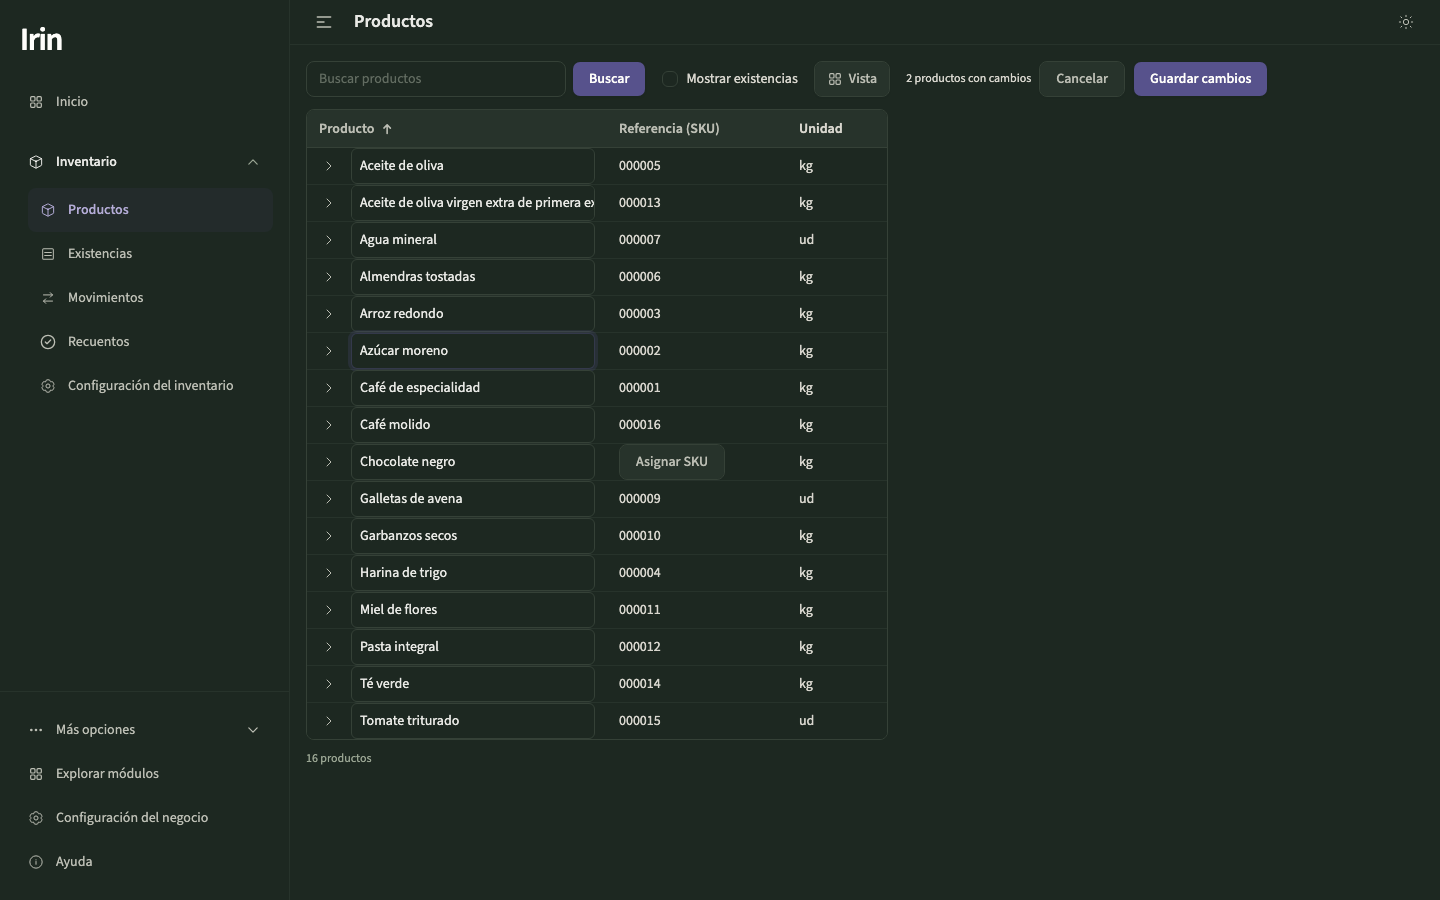 Irin
Productos
Inicio
Inventario
Productos
Existencias
Movimientos
Recuentos
Configuración del inventario
Más opciones
Explorar módulos
Configuración del negocio
Ayuda
Buscar productos
Buscar
Mostrar existencias
Vista
2 productos con cambios
Cancelar
Guardar cambios
Producto Referencia (SKU) Unidad
Aceite de oliva 000005 kg
Aceite de oliva virgen extra de primera ex 000013 kg
Agua mineral 000007 ud
Almendras tostadas 000006 kg
Arroz redondo 000003 kg
Azúcar moreno 000002 kg
Café de especialidad 000001 kg
Café molido 000016 kg
Chocolate negro Asignar SKU kg
Galletas de avena 000009 ud
Garbanzos secos 000010 kg
Harina de trigo 000004 kg
Miel de flores 000011 kg
Pasta integral 000012 kg
Té verde 000014 kg
Tomate triturado 000015 ud
16 productos